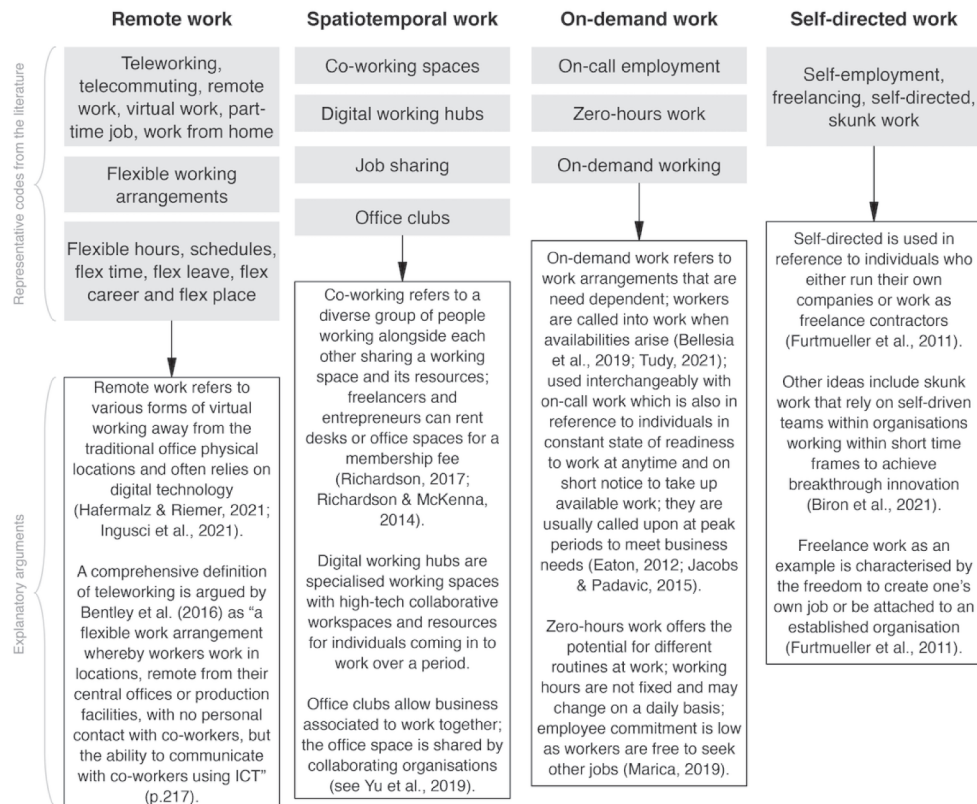 Remote work
Spatiotemporal work
On-demand work
Self-directed work
Representative codes from the literature
Teleworking,
telecommuting, remote
work, virtual work, part-
time job, work from home
Flexible working
arrangements
Flexible hours, schedules,
flex time, flex leave, flex
career and flex place
Co-working spaces
Digital working hubs
Job sharing
Office clubs
On-call employment
Zero-hours work
On-demand working
Self-employment,
freelancing, self-directed,
skunk work
Explanatory arguments
Remote work refers to
various forms of virtual
working away from the
traditional office physical
locations and often relies on
digital technology
(Hafermalz & Riemer, 2021;
Ingusci et al., 2021).
A comprehensive definition
of teleworking is argued by
Bentley et al. (2016) as “a
flexible work arrangement
whereby workers work in
locations, remote from their
central offices or production
facilities, with no personal
contact with co-workers, but
the ability to communicate
with co-workers using ICT”
(p.217).
Co-working refers to a
diverse group of people
working alongside each
other sharing a working
space and its resources;
freelancers and
entrepreneurs can rent
desks or office spaces for a
membership fee
(Richardson, 2017;
Richardson & McKenna,
2014).
Digital working hubs are
specialised working spaces
with high-tech collaborative
workspaces and resources
for individuals coming in to
work over a period.
Office clubs allow business
associated to work together;
the office space is shared by
collaborating organisations
(see Yu et al., 2019).
On-demand work refers to
work arrangements that are
need dependent; workers
are called into work when
availabilities arise (Bellesia
et al., 2019; Tudy, 2021);
used interchangeably with
on-call work which is also in
reference to individuals in
constant state of readiness
to work at anytime and on
short notice to take up
available work; they are
usually called upon at peak
periods to meet business
needs (Eaton, 2012; Jacobs
& Padavic, 2015).
Zero-hours work offers the
potential for different
routines at work; working
hours are not fixed and may
change on a daily basis;
employee commitment is low
as workers are free to seek
other jobs (Marica, 2019).
Self-directed is used in
reference to individuals who
either run their own
companies or work as
freelance contractors
(Furtmueller et al., 2011).
Other ideas include skunk
work that rely on self-driven
teams within organisations
working within short time
frames to achieve
breakthrough innovation
(Biron et al., 2021).
Freelance work as an
example is characterised by
the freedom to create one’s
own job or be attached to an
established organisation
(Furtmueller et al., 2011).